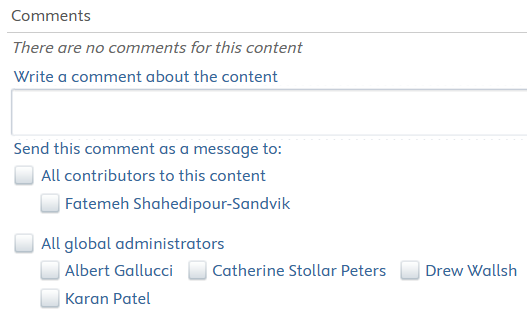 Comments
There are no comments for this content
Write a comment about the content
Send this comment as a message to:
All contributors to this content
Fatemeh Shahedipour-Sandvik
All global administrators
Albert Gallucci Catherine Stollar Peters Drew Wallsh
Karan Patel